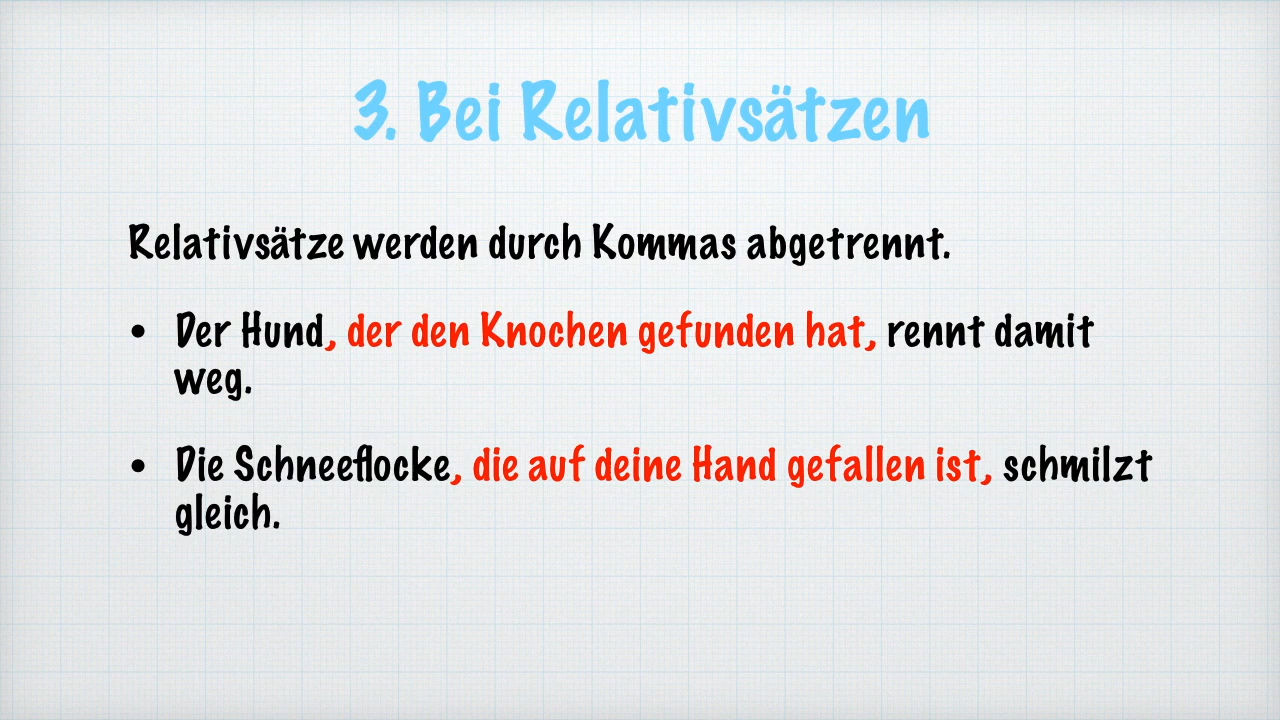 3. Bei Relativsätzen
Relativsätze werden durch Kommas abgetrennt.
• Der Hund, der den Knochen gefunden hat, rennt damit
weg.
• Die Schneeflocke, die auf deine Hand gefallen ist, schmilzt
gleich.